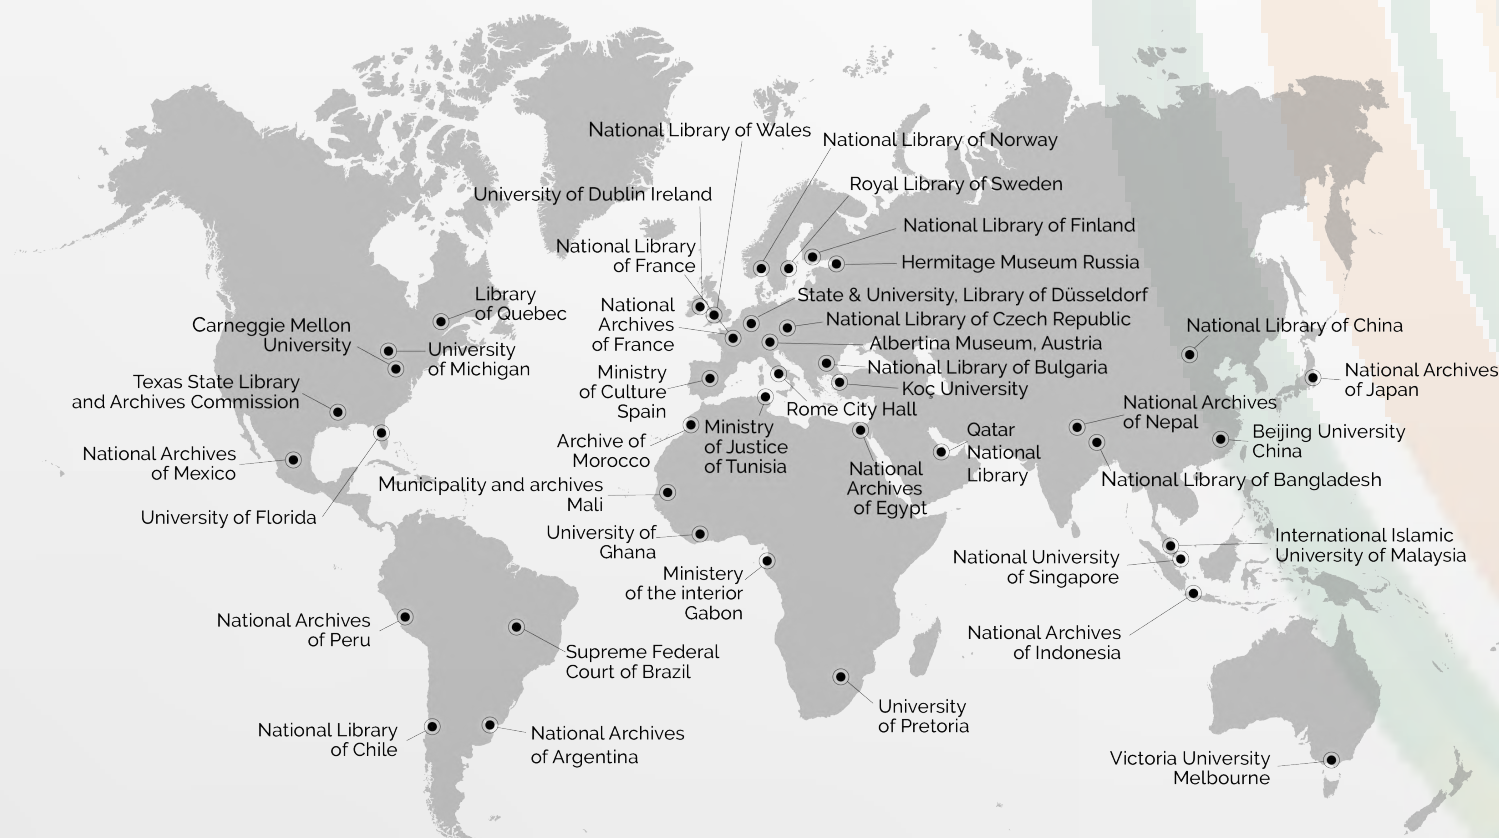 National Library of Wales
National Library of Norway
Royal Library of Sweden
University of Dublin Ireland
National Library of Finland
National Library
of France
Hermitage Museum Russia
State & University, Library of Düsseldorf
Library
of Quebec
National
Archives
of France
National Library of Czech Republic
Carneggie Mellon
University
National Library of China
Albertina Museum, Austria
University
of Michigan
National Library of Bulgaria
National Archives
of Japan
Ministry
of Culture
Spain
Koç University
Texas State Library
and Archives Commission
Rome City Hall
National Archives
of Nepal
Ministry
of Justice
of Tunisia
Qatar
National
Library
Beijing University
China
Archive of
Morocco
National Archives
of Mexico
National
Archives
of Egypt
National Library of Bangladesh
Municipality and archives
Mali
University of Florida
University of
Ghana
International Islamic
University of Malaysia
National University
of Singapore
Ministery
of the interior
Gabon
National Archives
of Peru
National Archives
of Indonesia
Supreme Federal
Court of Brazil
University
of Pretoria
National Library
of Chile
National Archives
of Argentina
Victoria University
Melbourne